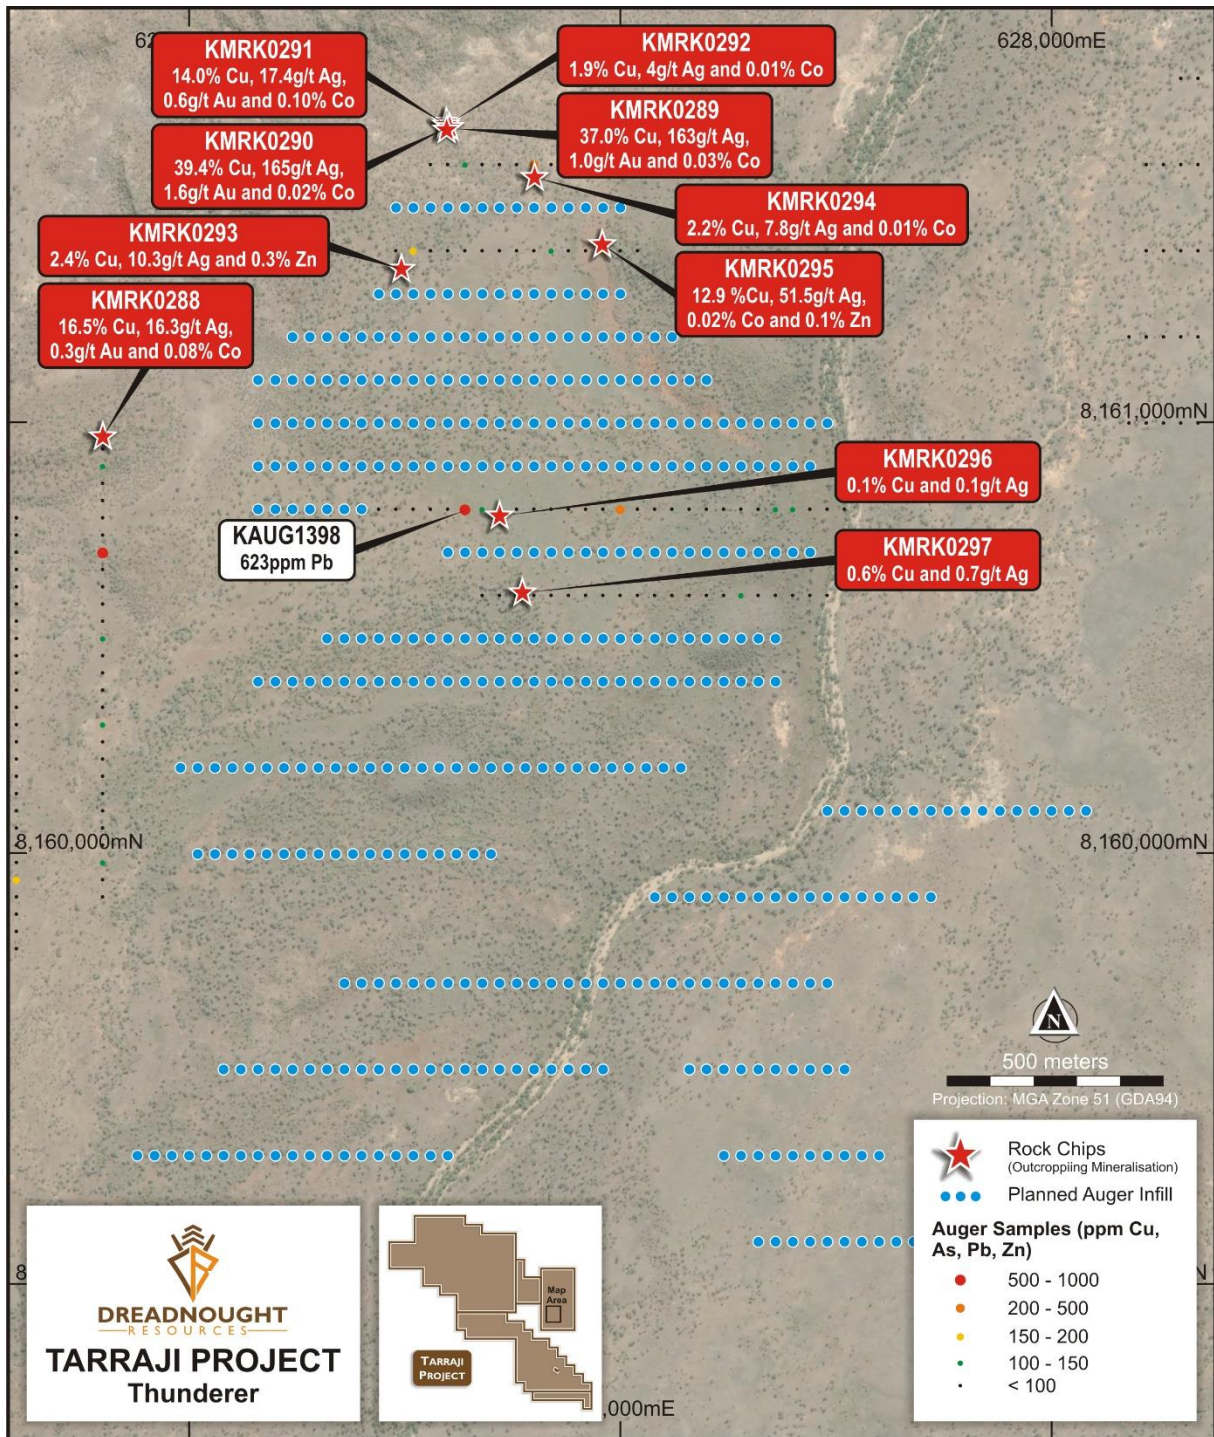 62
628,000mE
KMRK0291
14.0% Cu, 17.4g/t Ag,
0.6g/t Au and 0.10% Co
KMRK0292
1.9% Cu, 4g/t Ag and 0.01% Co
KMRK0289
37.0% Cu, 163g/t Ag,
1.0g/t Au and 0.03% Co
KMRK0290
39.4% Cu, 165g/t Ag,
1.6g/t Au and 0.02% Co
KMRK0294
2.2% Cu, 7.8g/t Ag and 0.01% Co
KMRK0293
2.4% Cu, 10.3g/t Ag and 0.3% Zn
KMRK0295
12.9 %Cu, 51.5g/t Ag,
0.02% Co and 0.1% Zn
KMRK0288
16.5% Cu, 16.3g/t Ag,
0.3g/t Au and 0.08% Co
8,161,000mN
KMRK0296
0.1% Cu and 0.1g/t Ag
KAUG1398
623ppm Pb
KMRK0297
0.6% Cu and 0.7g/t Ag
8,160,000mN
8,160,000mN
N
500 meters
Projection: MGA Zone 51 (GDA94)
Rock Chips
(Outcroppiing Mineralisation)
Planned Auger Infill
Auger Samples (ppm Cu,
As, Pb, Zn)
500 - 1000
200 - 500
150 - 200
100 - 150
< 100
8
N
DREADNOUGHT
RESOURCES
TARRAJI PROJECT
Thunderer
Map
Area
TARRAJI
PROJECT
,000mE